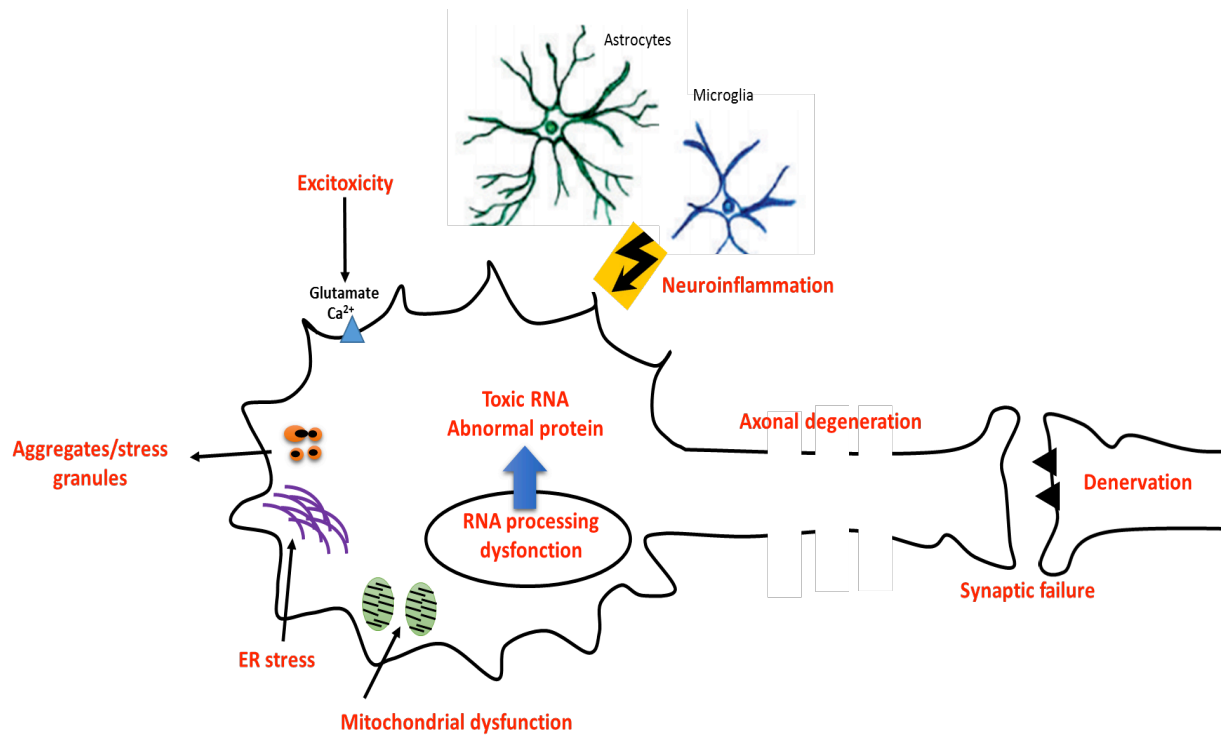 Astrocytes
Microglia
Excitoxicity
Glutamate
Ca²⁺
Neuroinflammation
Toxic RNA
Abnormal protein
Axonal degeneration
Aggregates/stress
granules
Denervation
RNA processing
dysfonction
Synaptic failure
ER stress
Mitochondrial dysfunction